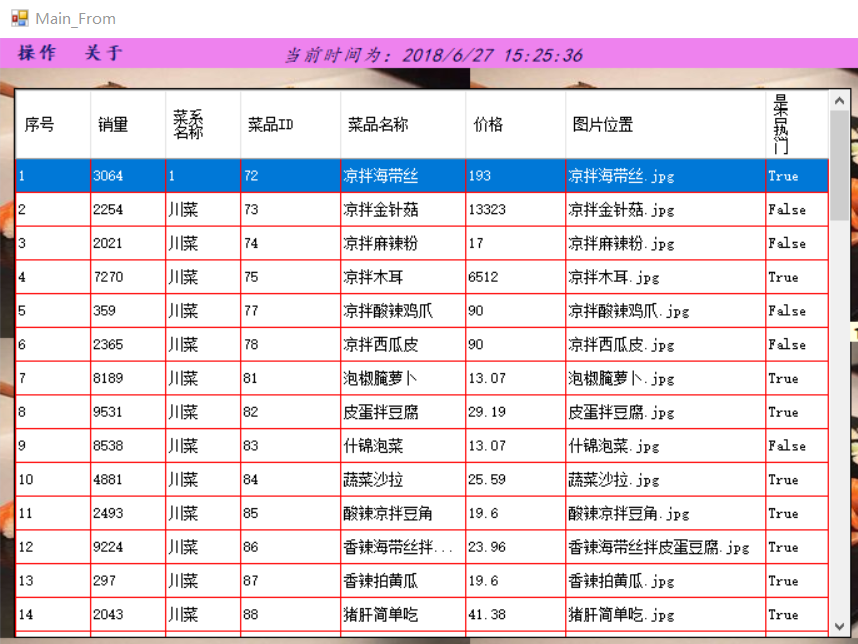 Main_From
操作 关于 当前时间为: 2018/6/27 15:25:36
序号 销量 菜系名称 菜品ID 菜品名称 价格 图片位置 是否热门
1 3064 1 72 凉拌海带丝 193 凉拌海带丝.jpg True
2 2254 川菜 73 凉拌金针菇 13323 凉拌金针菇.jpg False
3 2021 川菜 74 凉拌麻辣粉 17 凉拌麻辣粉.jpg False
4 7270 川菜 75 凉拌木耳 6512 凉拌木耳.jpg True
5 359 川菜 77 凉拌酸辣鸡爪 90 凉拌酸辣鸡爪.jpg False
6 2365 川菜 78 凉拌西瓜皮 90 凉拌西瓜皮.jpg False
7 8189 川菜 81 泡椒腌萝卜 13.07 泡椒腌萝卜.jpg True
8 9531 川菜 82 皮蛋拌豆腐 29.19 皮蛋拌豆腐.jpg True
9 8538 川菜 83 什锦泡菜 13.07 什锦泡菜.jpg False
10 4881 川菜 84 蔬菜沙拉 25.59 蔬菜沙拉.jpg True
11 2493 川菜 85 酸辣凉拌豆角 19.6 酸辣凉拌豆角.jpg True
12 9224 川菜 86 香辣海带丝拌... 23.96 香辣海带丝拌皮蛋豆腐.jpg True
13 297 川菜 87 香辣拍黄瓜 19.6 香辣拍黄瓜.jpg True
14 2043 川菜 88 猪肝简单吃 41.38 猪肝简单吃.jpg True